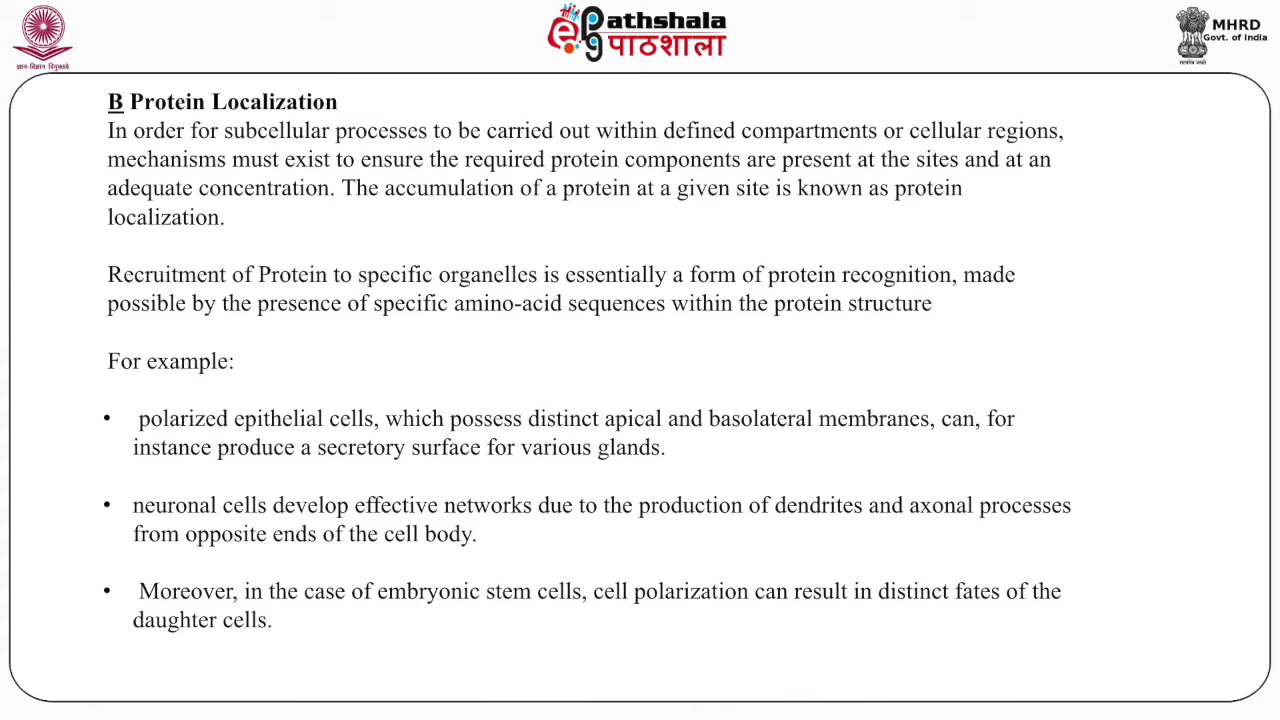 ePathshala
पाठशाला
MHRD
Govt. of India
ज्ञान-विज्ञान विमुक्तये
सत्यमेव जयते
B Protein Localization
In order for subcellular processes to be carried out within defined compartments or cellular regions,
mechanisms must exist to ensure the required protein components are present at the sites and at an
adequate concentration. The accumulation of a protein at a given site is known as protein
localization.
Recruitment of Protein to specific organelles is essentially a form of protein recognition, made
possible by the presence of specific amino-acid sequences within the protein structure
For example:
• polarized epithelial cells, which possess distinct apical and basolateral membranes, can, for
instance produce a secretory surface for various glands.
• neuronal cells develop effective networks due to the production of dendrites and axonal processes
from opposite ends of the cell body.
• Moreover, in the case of embryonic stem cells, cell polarization can result in distinct fates of the
daughter cells.